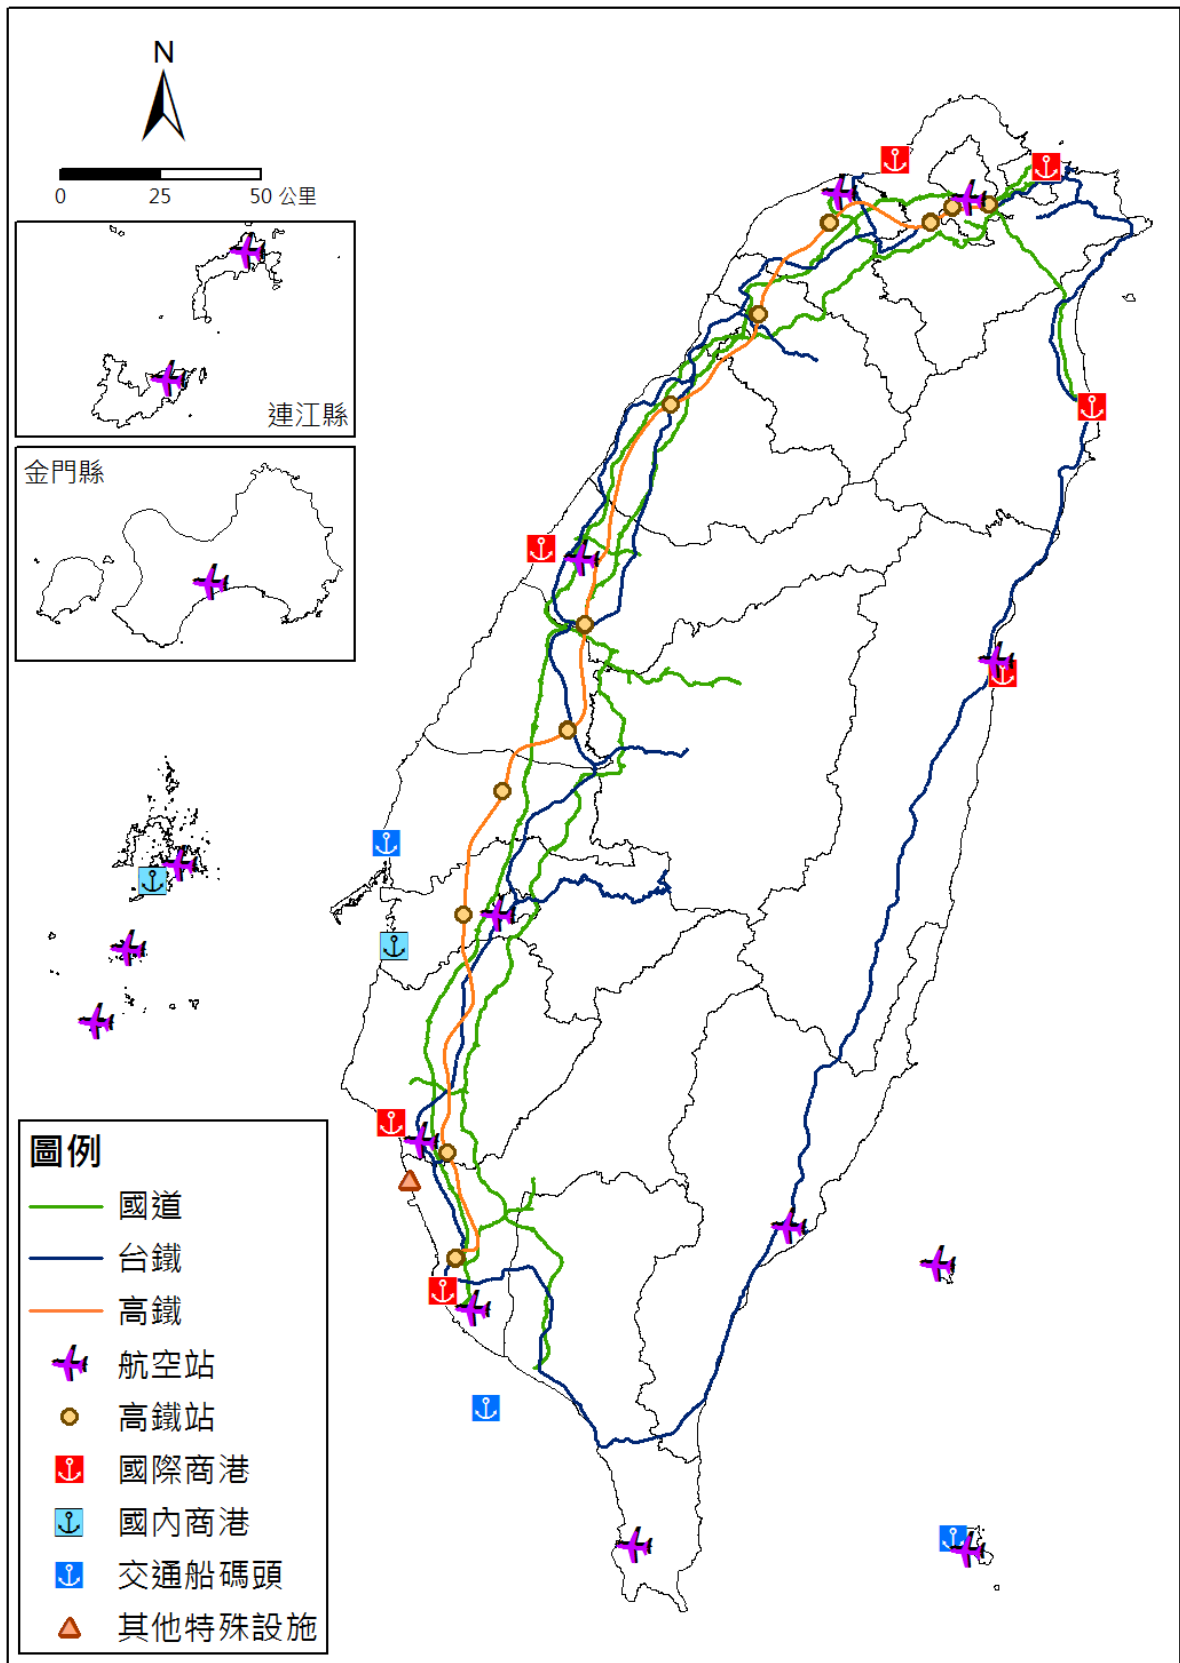 N
0 25 50 公里
連江縣
金門縣
圖例
國道
台鐵
高鐵
航空站
高鐵站
國際商港
國內商港
交通船碼頭
其他特殊設施